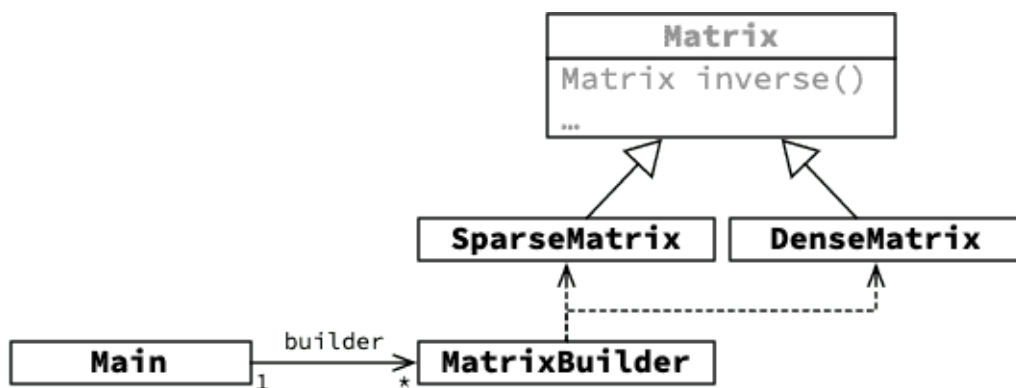 Matrix
Matrix inverse()
…
SparseMatrix
DenseMatrix
builder
Main
1
*
MatrixBuilder